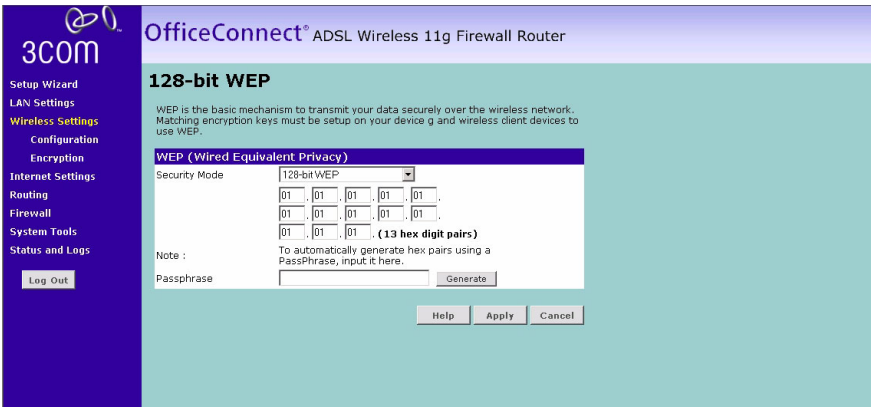 3COM
OfficeConnect® ADSL Wireless 11g Firewall Router
Setup Wizard
LAN Settings
Wireless Settings
Configuration
Encryption
Internet Settings
Routing
Firewall
System Tools
Status and Logs
Log Out
128-bit WEP
WEP is the basic mechanism to transmit your data securely over the wireless network.
Matching encryption keys must be setup on your device g and wireless client devices to
use WEP.
WEP (Wired Equivalent Privacy)
Security Mode 128-bit WEP
01 . 01 . 01 . 01 . 01 .
01 . 01 . 01 . 01 . 01 .
01 . 01 . 01 . (13 hex digit pairs)
Note : To automatically generate hex pairs using a
PassPhrase, input it here.
Passphrase Generate
Help Apply Cancel